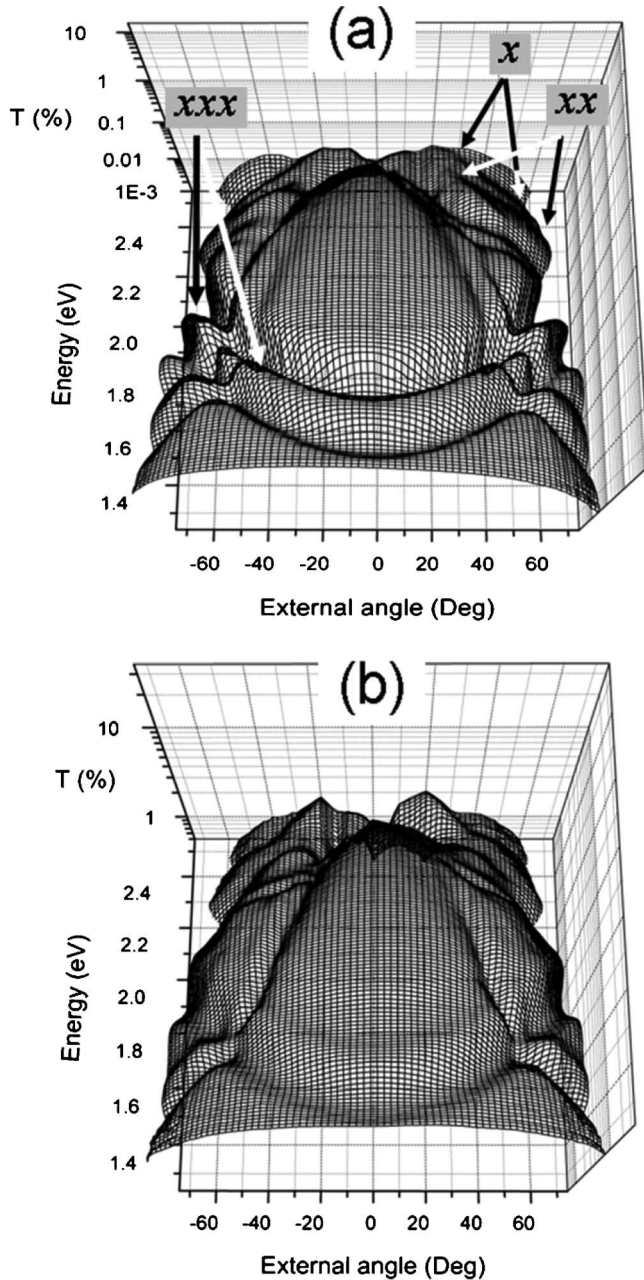 (a)
10
x
1
xxx
xx
T (%)
0.1
0.01
1E-3
2.4
2.2
Energy (eV)
2.0
1.8
1.6
1.4
-60 -40 -20 0 20 40 60
External angle (Deg)
(b)
10
T (%)
1
2.4
2.2
Energy (eV)
2.0
1.8
1.6
1.4
-60 -40 -20 0 20 40 60
External angle (Deg)